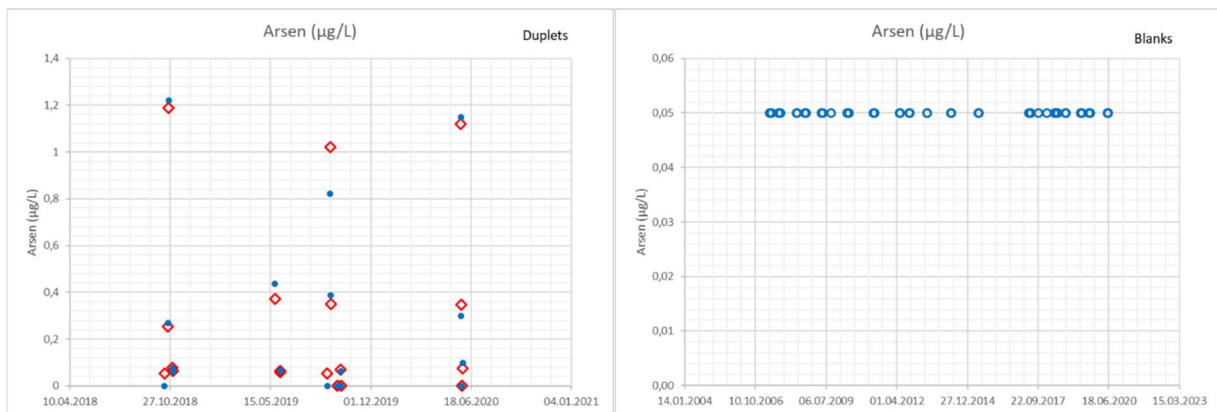 Arsen (µg/L)
Duplets
1,4
1,2
1
0,8
0,6
0,4
0,2
0
Arsen (µg/L)
10.04.2018 27.10.2018 15.05.2019 01.12.2019 18.06.2020 04.01.2021
Arsen (µg/L)
Blanks
0,06
0,05
0,04
0,03
0,02
0,01
0,00
Arsen (µg/L)
14.01.2004 10.10.2006 06.07.2009 01.04.2012 27.12.2014 22.09.2017 18.06.2020 15.03.2023